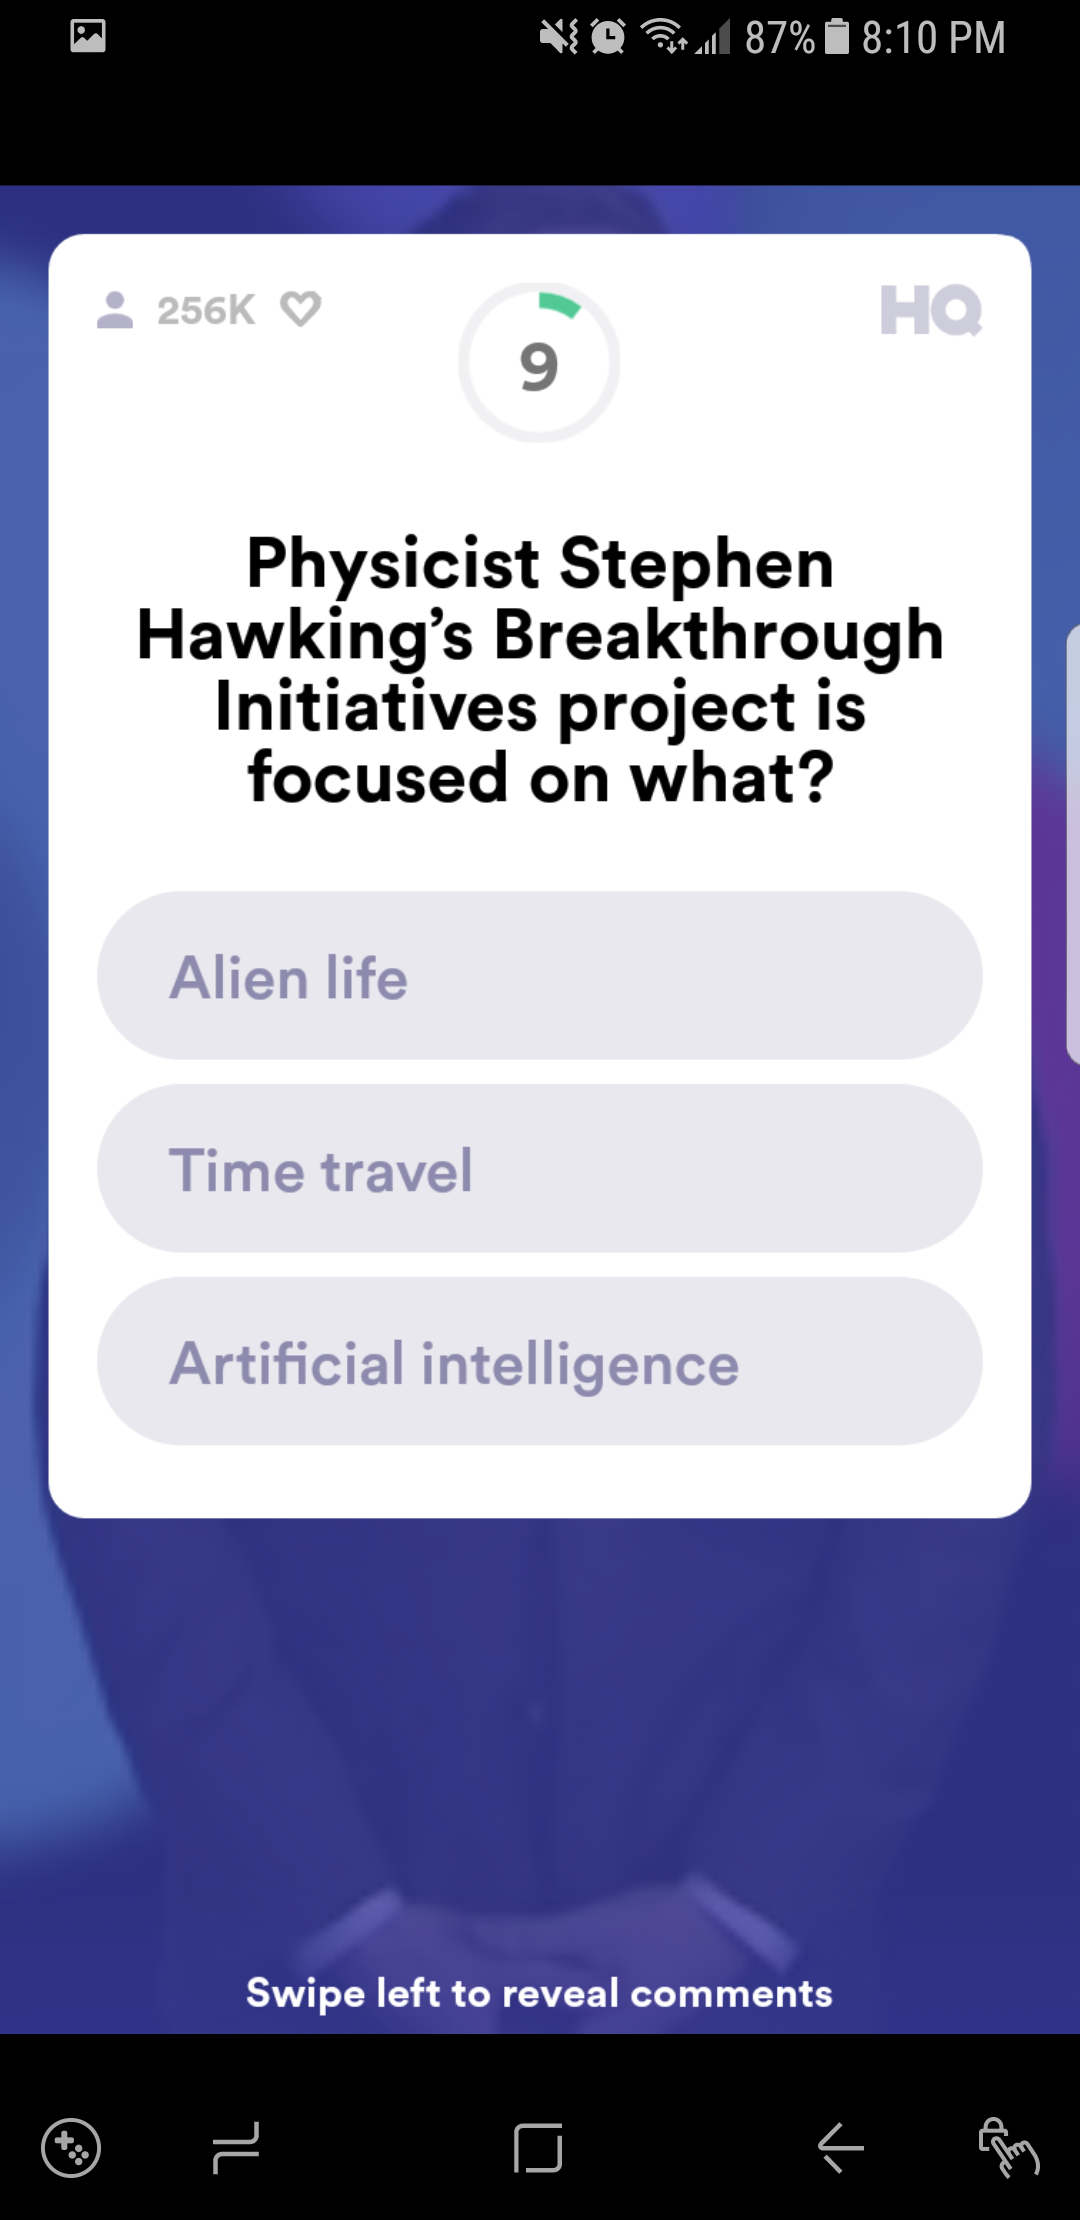 87% 8:10 PM
256K
9
HQ
Physicist Stephen
Hawking’s Breakthrough
Initiatives project is
focused on what?
Alien life
Time travel
Artificial intelligence
Swipe left to reveal comments